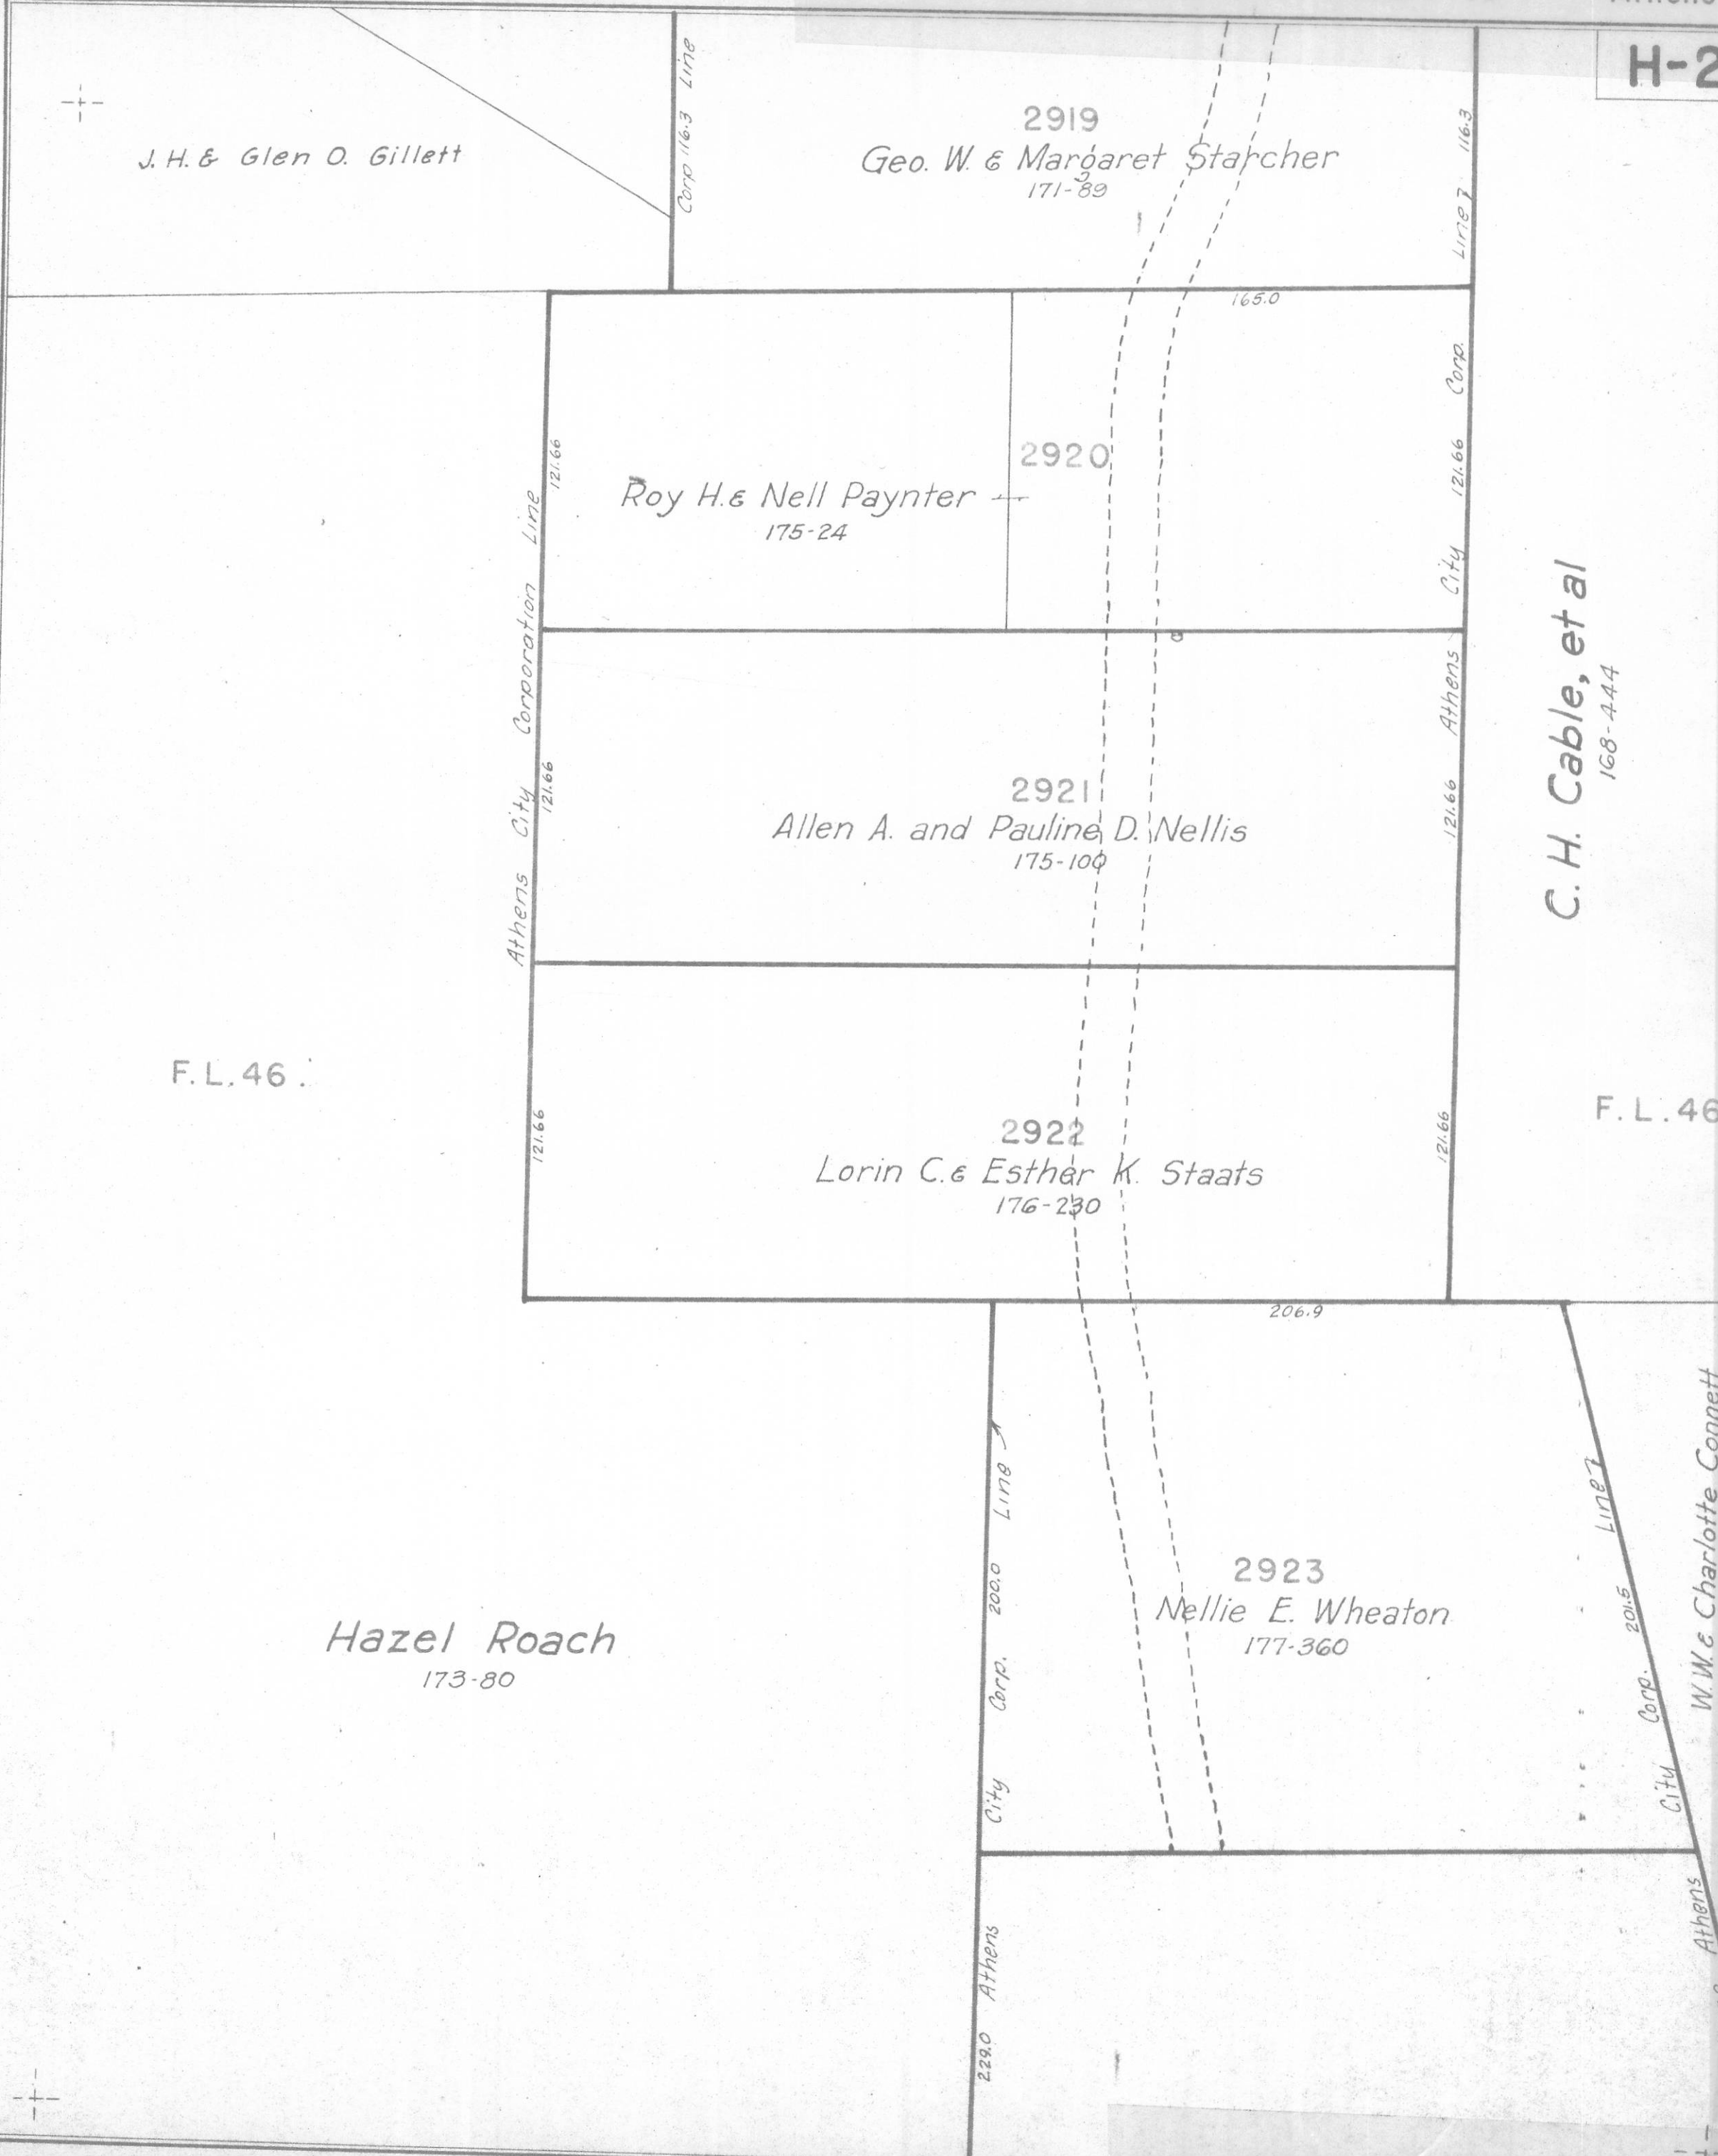 H-2
J. H. & Glen O. Gillett
Corp 116.3 Line
2919
Geo. W. & Margaret Starcher
171-89
Line 116.3
165.0
121.66
2920
Roy H. & Nell Paynter
175-24
Athens City 121.66 Corp.
Athens City Corporation Line
121.66
2921
Allen A. and Pauline D. Nellis
175-100
121.66
C. H. Cable, et al
168-444
F. L. 46.
121.66
2922
Lorin C. & Esther K. Staats
176-230
121.66
F. L. 46
206.9
2923
Nellie E. Wheaton
177-360
Hazel Roach
173-80
229.0 Athens City Corp. 200.0 Line
Athens City Corp. 201.5 Line
W. W. & Charlotte Connett